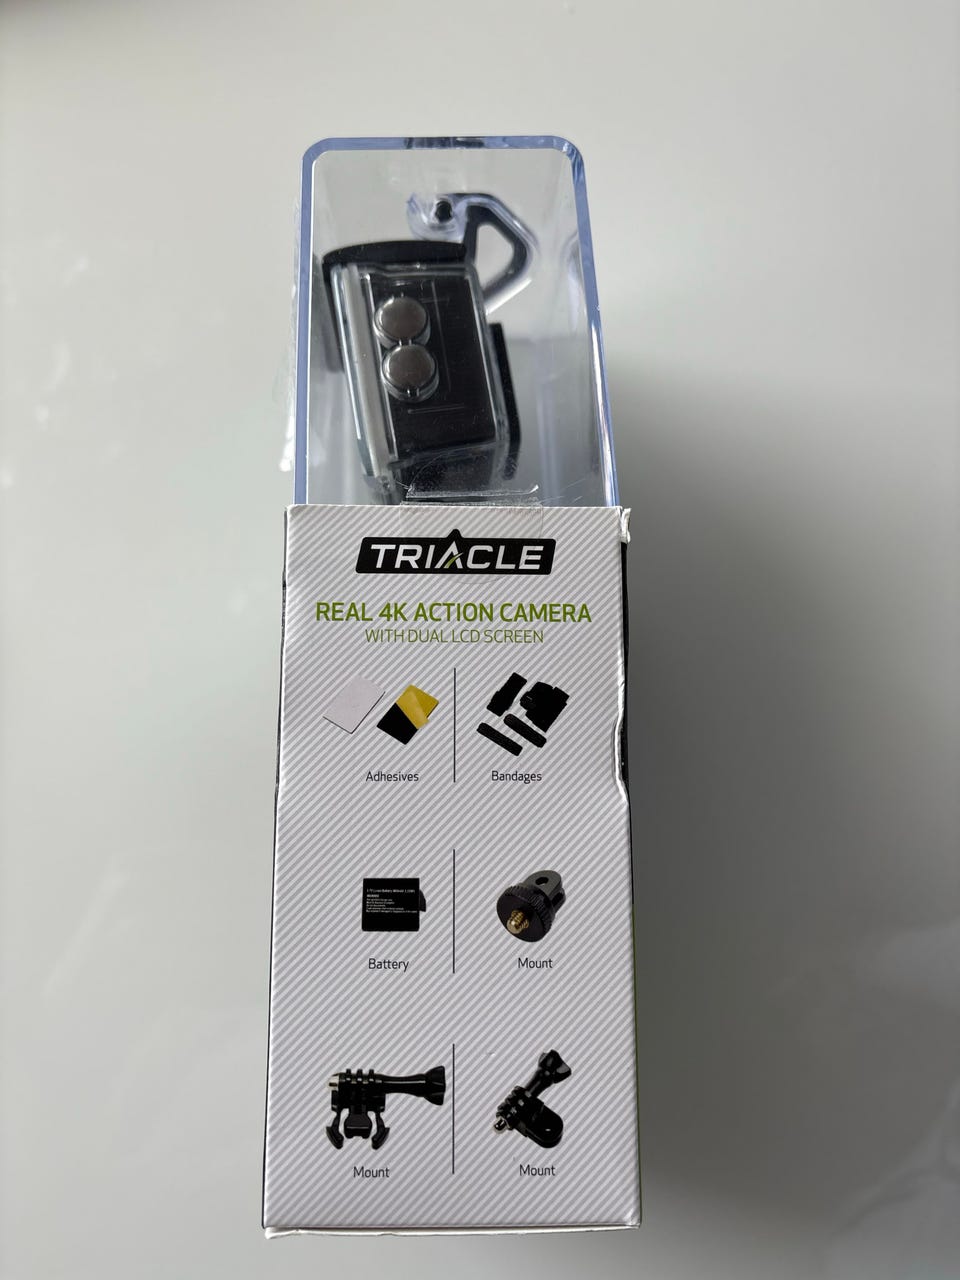 TRIACLE
REAL 4K ACTION CAMERA
WITH DUAL LCD SCREEN
Adhesives
Bandages
Battery
Mount
Mount
Mount